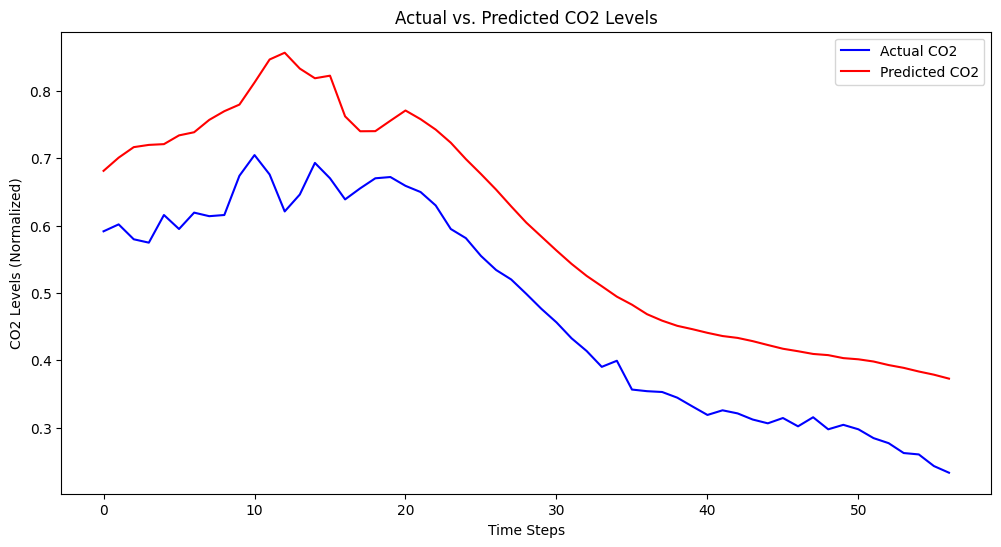 Actual vs. Predicted CO2 Levels
Actual CO2
Predicted CO2
CO2 Levels (Normalized)
0.8
0.7
0.6
0.5
0.4
0.3
0 10 20 30 40 50
Time Steps